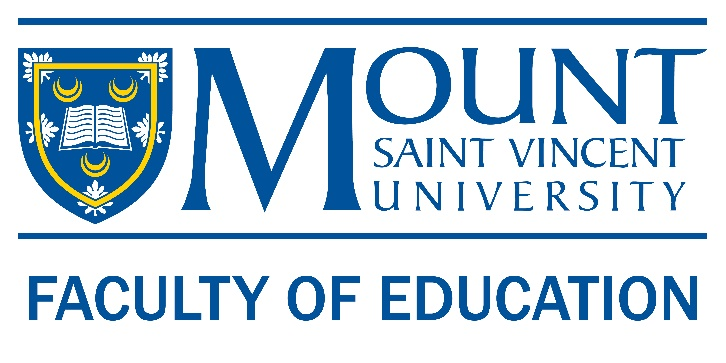 MOUNT
SAINT VINCENT
UNIVERSITY
FACULTY OF EDUCATION